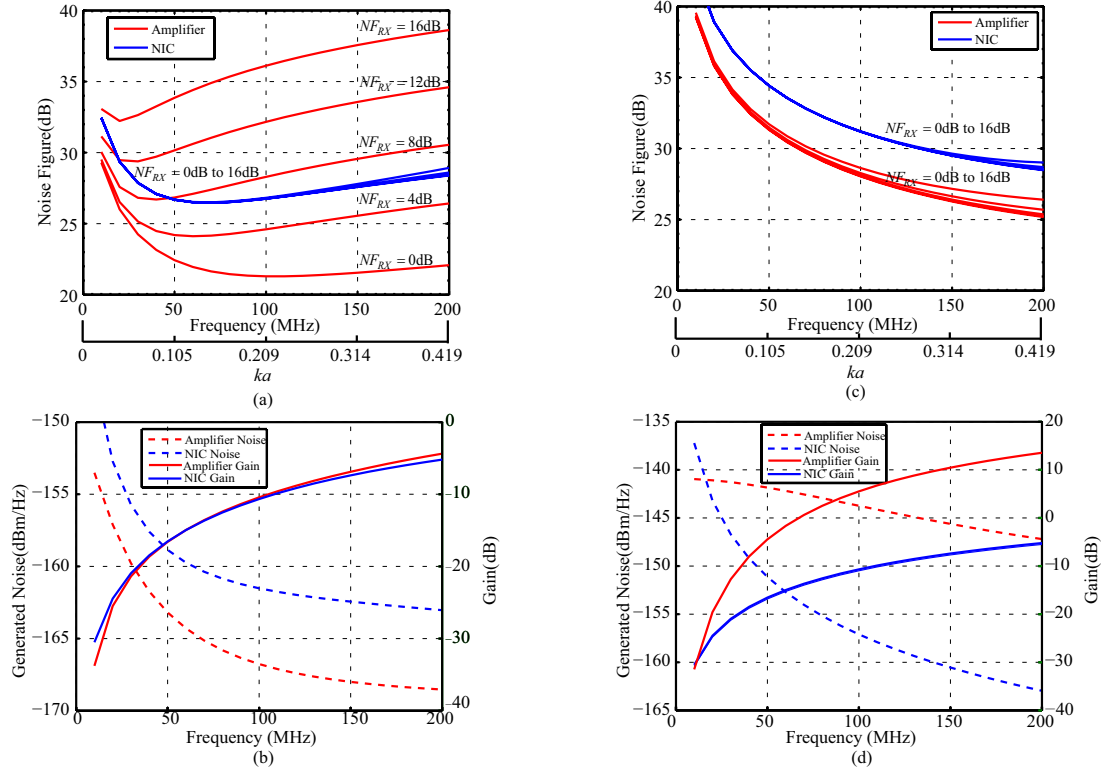 40
35
30
25
20
Noise Figure(dB)
Amplifier
NIC
NF_RX = 16dB
NF_RX = 12dB
NF_RX = 8dB
NF_RX = 0dB to 16dB
NF_RX = 4dB
NF_RX = 0dB
0 50 100 150 200
Frequency (MHz)
0 0.105 0.209 0.314 0.419
ka
(a)
40
35
30
25
20
Noise Figure(dB)
Amplifier
NIC
NF_RX = 0dB to 16dB
NF_RX = 0dB to 16dB
0 50 100 150 200
Frequency (MHz)
0 0.105 0.209 0.314 0.419
ka
(c)
−150
−155
−160
−165
−170
Generated Noise(dBm/Hz)
Amplifier Noise
NIC Noise
Amplifier Gain
NIC Gain
0
−10
−20
−30
−40
Gain(dB)
0 50 100 150 200
Frequency (MHz)
(b)
−135
−140
−145
−150
−155
−160
−165
Generated Noise(dBm/Hz)
Amplifier Noise
NIC Noise
Amplifier Gain
NIC Gain
20
10
0
−10
−20
−30
−40
Gain(dB)
0 50 100 150 200
Frequency (MHz)
(d)